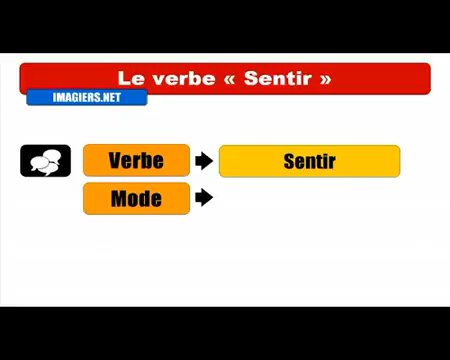 Le verbe « Sentir »
IMAGIERS.NET
Verbe Sentir
Mode